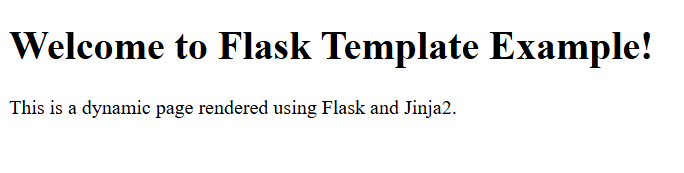 Welcome to Flask Template Example!
This is a dynamic page rendered using Flask and Jinja2.